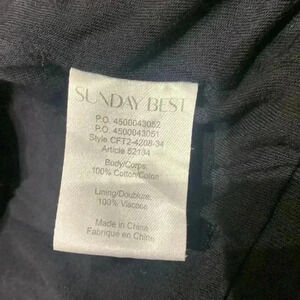 SUNDAY BEST
P.O. 4500043052
P.O. 4500043051
Style CFT2-4208-34
Article 52134
Body/Corps:
100% Cotton/Coton
Lining/Doublure:
100% Viscose
Made in China
Fabriqué en Chine